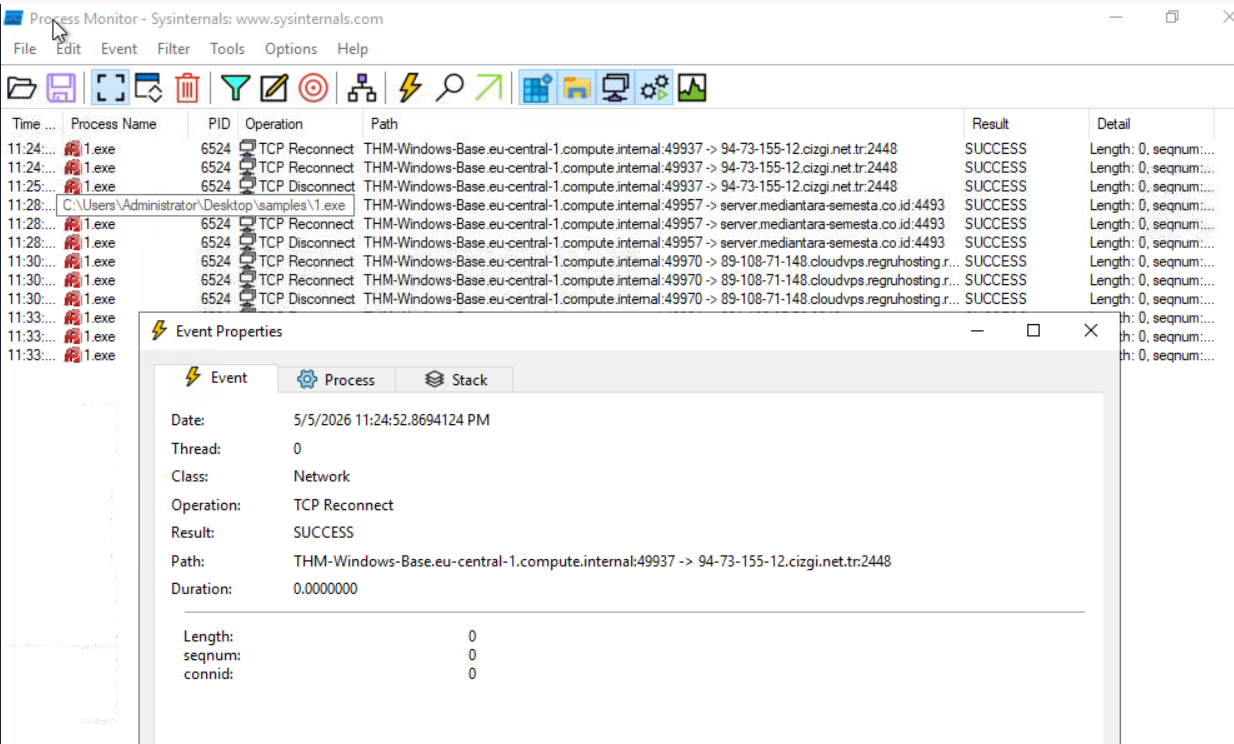 Process Monitor - Sysinternals: www.sysinternals.com
File Edit Event Filter Tools Options Help
Time ... Process Name PID Operation Path Result Detail
11:24:... 1.exe 6524 TCP Reconnect THM-Windows-Base.eu-central-1.compute.internal:49937 -> 94-73-155-12.cizgi.net.tr:2448 SUCCESS Length: 0, seqnum:...
11:24:... 1.exe 6524 TCP Reconnect THM-Windows-Base.eu-central-1.compute.internal:49937 -> 94-73-155-12.cizgi.net.tr:2448 SUCCESS Length: 0, seqnum:...
11:25:... 1.exe 6524 TCP Disconnect THM-Windows-Base.eu-central-1.compute.internal:49937 -> 94-73-155-12.cizgi.net.tr:2448 SUCCESS Length: 0, seqnum:...
11:28:... C:\Users\Administrator\Desktop\samples\1.exe THM-Windows-Base.eu-central-1.compute.internal:49957 -> server.mediantara-semesta.co.id:4493 SUCCESS Length: 0, seqnum:...
11:28:... 1.exe 6524 TCP Reconnect THM-Windows-Base.eu-central-1.compute.internal:49957 -> server.mediantara-semesta.co.id:4493 SUCCESS Length: 0, seqnum:...
11:28:... 1.exe 6524 TCP Disconnect THM-Windows-Base.eu-central-1.compute.internal:49957 -> server.mediantara-semesta.co.id:4493 SUCCESS Length: 0, seqnum:...
11:30:... 1.exe 6524 TCP Reconnect THM-Windows-Base.eu-central-1.compute.internal:49970 -> 89-108-71-148.cloudvps.regruhosting.r... SUCCESS Length: 0, seqnum:...
11:30:... 1.exe 6524 TCP Reconnect THM-Windows-Base.eu-central-1.compute.internal:49970 -> 89-108-71-148.cloudvps.regruhosting.r... SUCCESS Length: 0, seqnum:...
11:30:... 1.exe 6524 TCP Disconnect THM-Windows-Base.eu-central-1.compute.internal:49970 -> 89-108-71-148.cloudvps.regruhosting.r... SUCCESS Length: 0, seqnum:...
11:33:... 1.exe gth: 0, seqnum:...
11:33:... 1.exe th: 0, seqnum:...
11:33:... 1.exe th: 0, seqnum:...
Event Properties
Event Process Stack
Date: 5/5/2026 11:24:52.8694124 PM
Thread: 0
Class: Network
Operation: TCP Reconnect
Result: SUCCESS
Path: THM-Windows-Base.eu-central-1.compute.internal:49937 -> 94-73-155-12.cizgi.net.tr:2448
Duration: 0.0000000
Length: 0
seqnum: 0
connid: 0